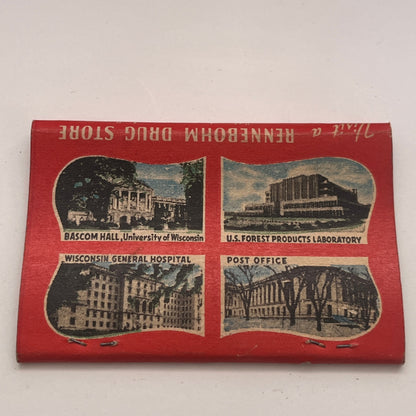 Visit a
RENNEBOHM DRUG STORE
BASCOM HALL, University of Wisconsin
U.S. FOREST PRODUCTS LABORATORY
WISCONSIN GENERAL HOSPITAL
POST OFFICE